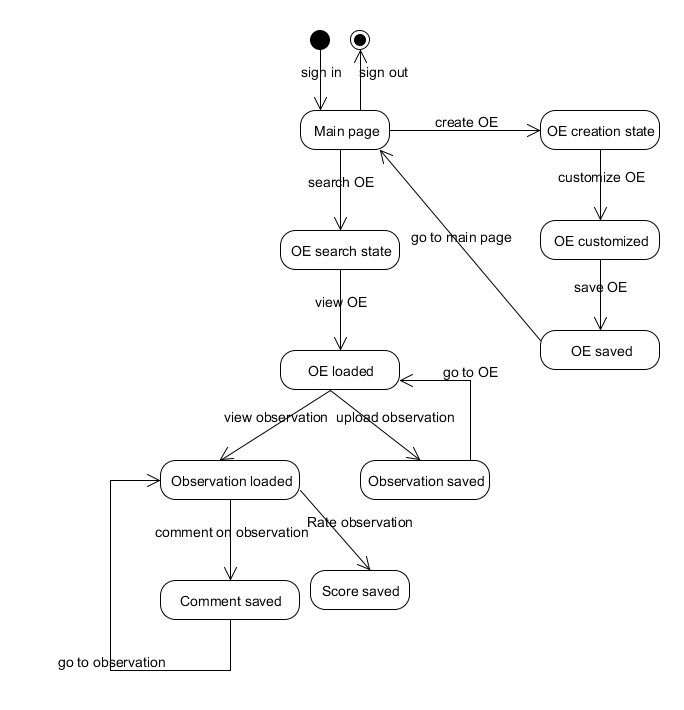 sign in
sign out
Main page
create OE
OE creation state
search OE
customize OE
go to main page
OE search state
OE customized
view OE
save OE
OE saved
OE loaded
go to OE
view observation
upload observation
Observation loaded
Observation saved
comment on observation
Rate observation
Comment saved
Score saved
go to observation